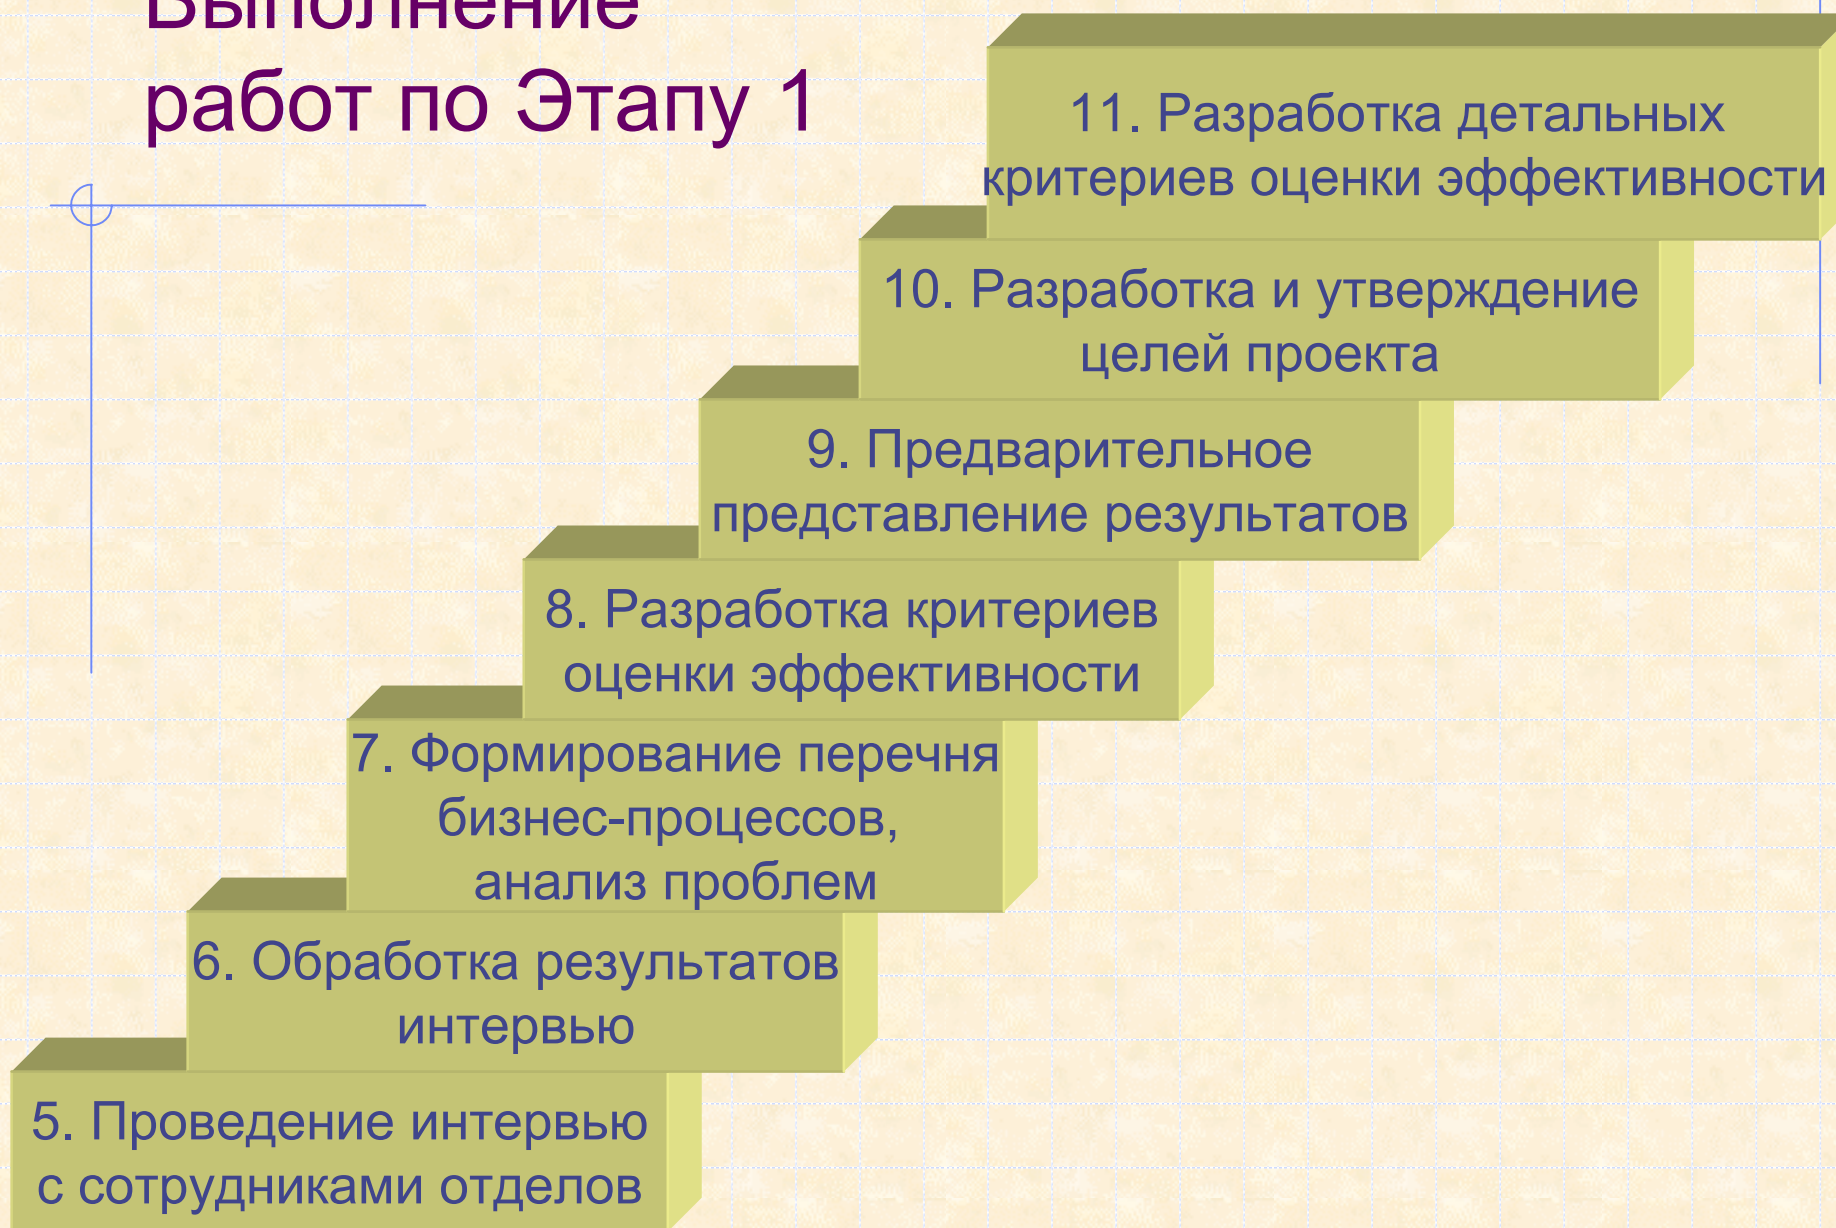 Выполнение
работ по Этапу 1
11. Разработка детальных
критериев оценки эффективности
10. Разработка и утверждение
целей проекта
9. Предварительное
представление результатов
8. Разработка критериев
оценки эффективности
7. Формирование перечня
бизнес-процессов,
анализ проблем
6. Обработка результатов
интервью
5. Проведение интервью
с сотрудниками отделов